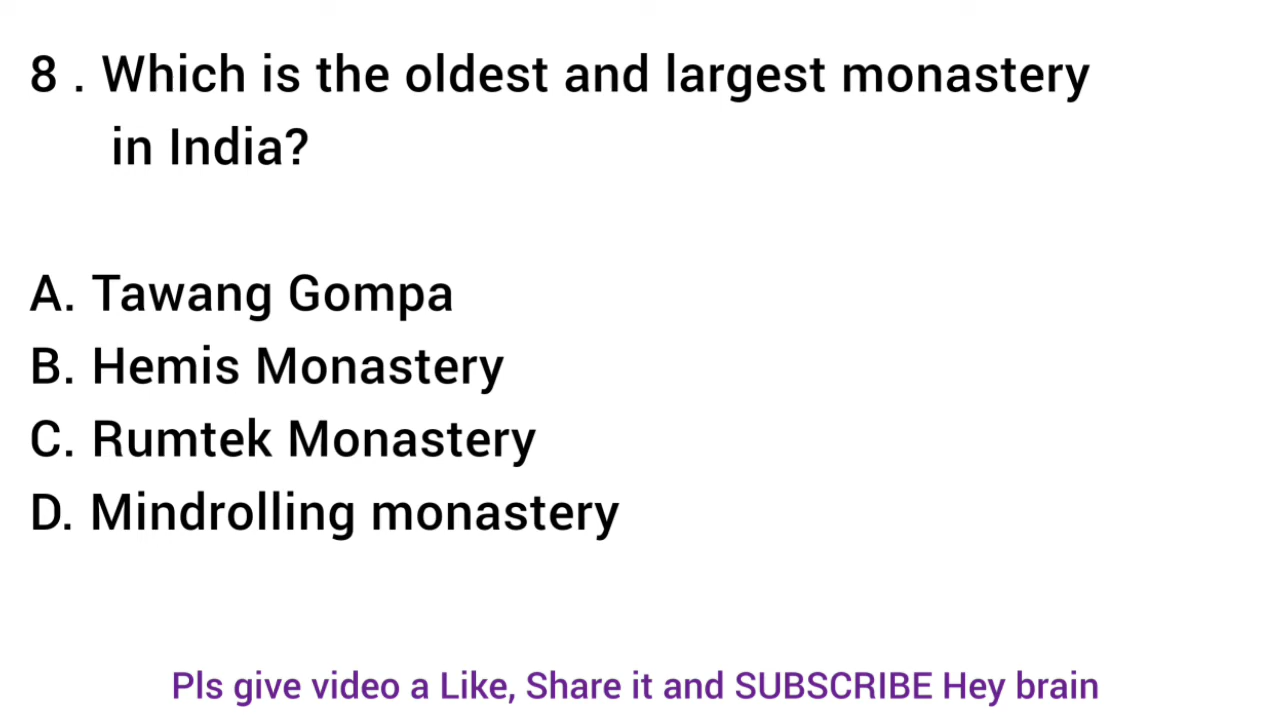 8 . Which is the oldest and largest monastery
in India?
A. Tawang Gompa
B. Hemis Monastery
C. Rumtek Monastery
D. Mindrolling monastery
Pls give video a Like, Share it and SUBSCRIBE Hey brain